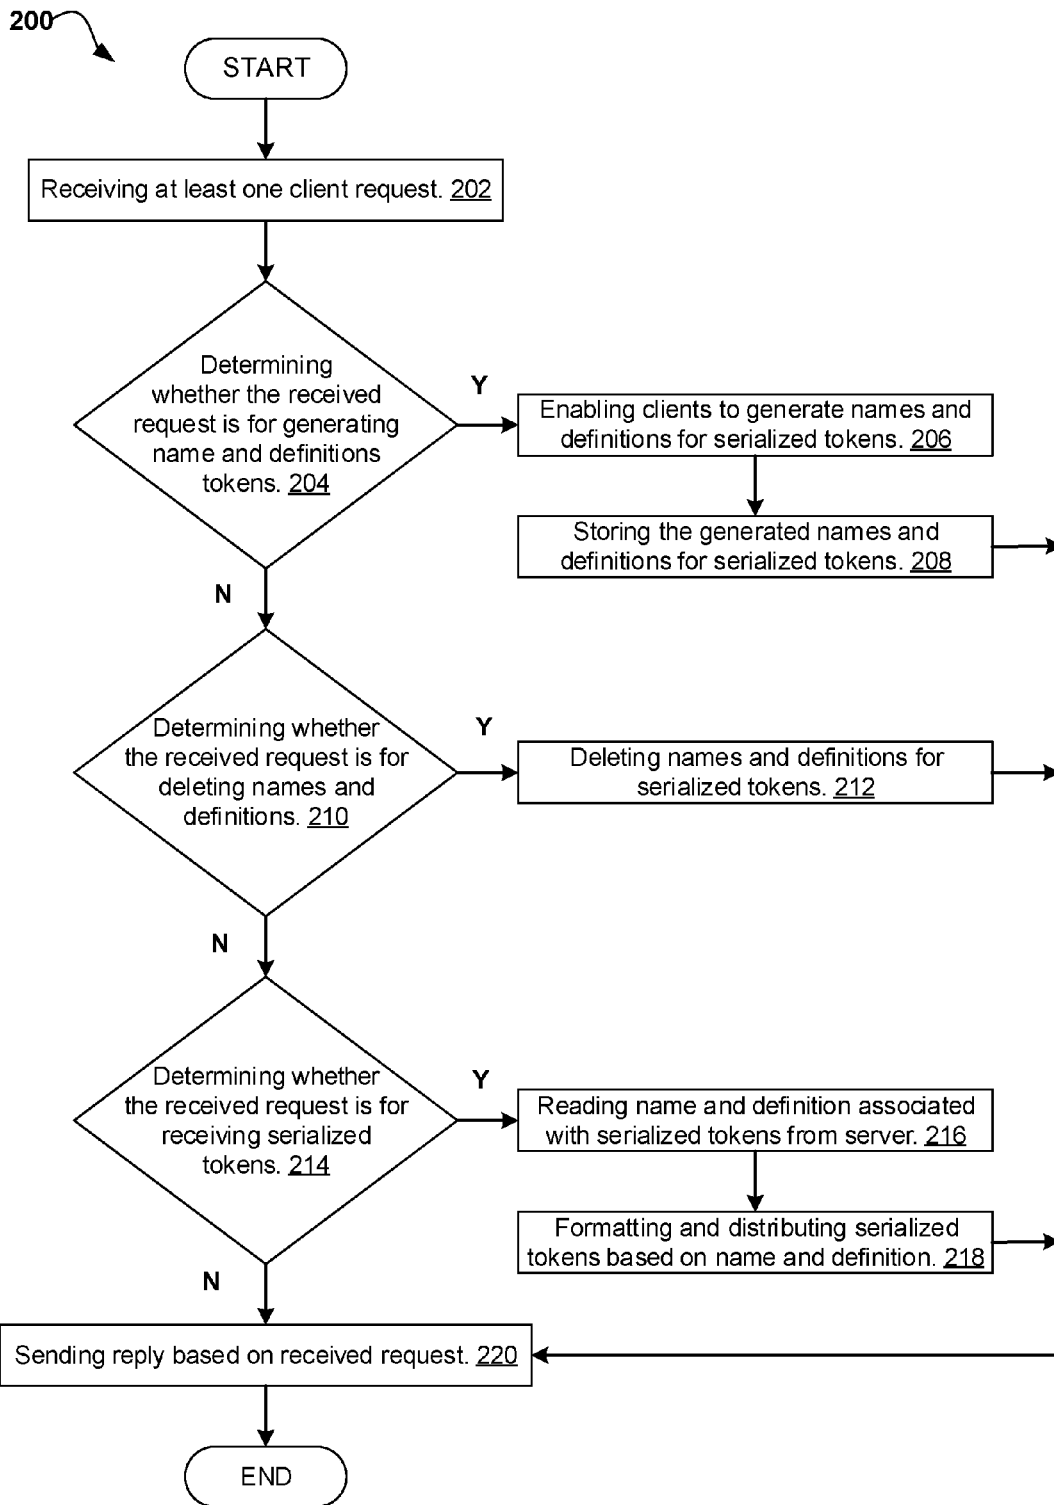 200
START
Receiving at least one client request. 202
Determining
whether the received
request is for generating
name and definitions
tokens. 204
Y
Enabling clients to generate names and
definitions for serialized tokens. 206
Storing the generated names and
definitions for serialized tokens. 208
N
Determining whether
the received request is for
deleting names and
definitions. 210
Y
Deleting names and definitions for
serialized tokens. 212
N
Determining whether
the received request is for
receiving serialized
tokens. 214
Y
Reading name and definition associated
with serialized tokens from server. 216
Formatting and distributing serialized
tokens based on name and definition. 218
N
Sending reply based on received request. 220
END